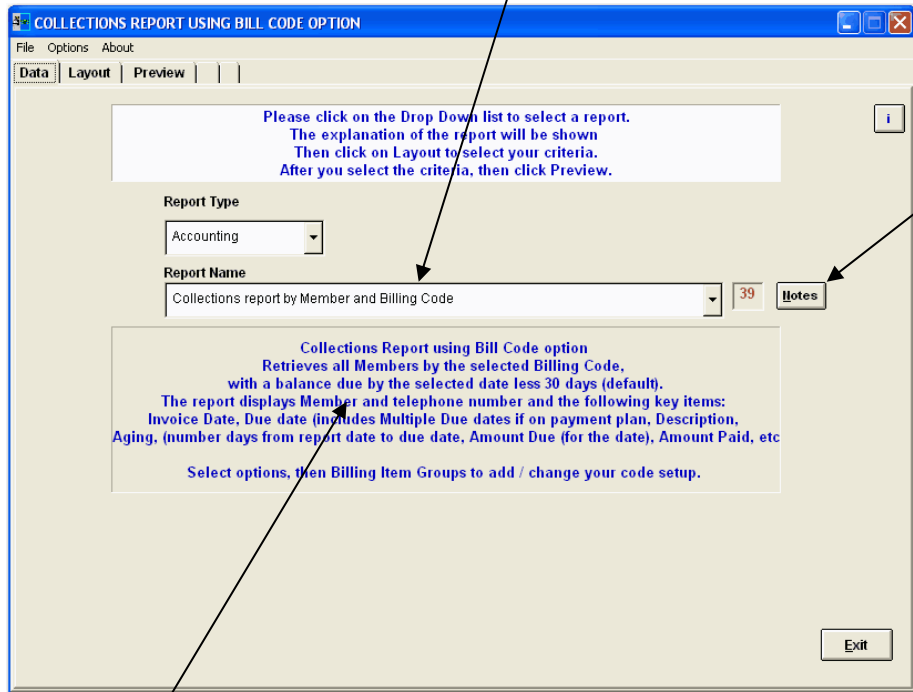 COLLECTIONS REPORT USING BILL CODE OPTION
File Options About
Data Layout Preview
Please click on the Drop Down list to select a report.
The explanation of the report will be shown
Then click on Layout to select your criteria.
After you select the criteria, then click Preview.
i
Report Type
Accounting
Report Name
Collections report by Member and Billing Code
39
Notes
Collections Report using Bill Code option
Retrieves all Members by the selected Billing Code,
with a balance due by the selected date less 30 days (default).
The report displays Member and telephone number and the following key items:
Invoice Date, Due date (includes Multiple Due dates if on payment plan, Description,
Aging, (number days from report date to due date, Amount Due (for the date), Amount Paid, etc
Select options, then Billing Item Groups to add / change your code setup.
Exit